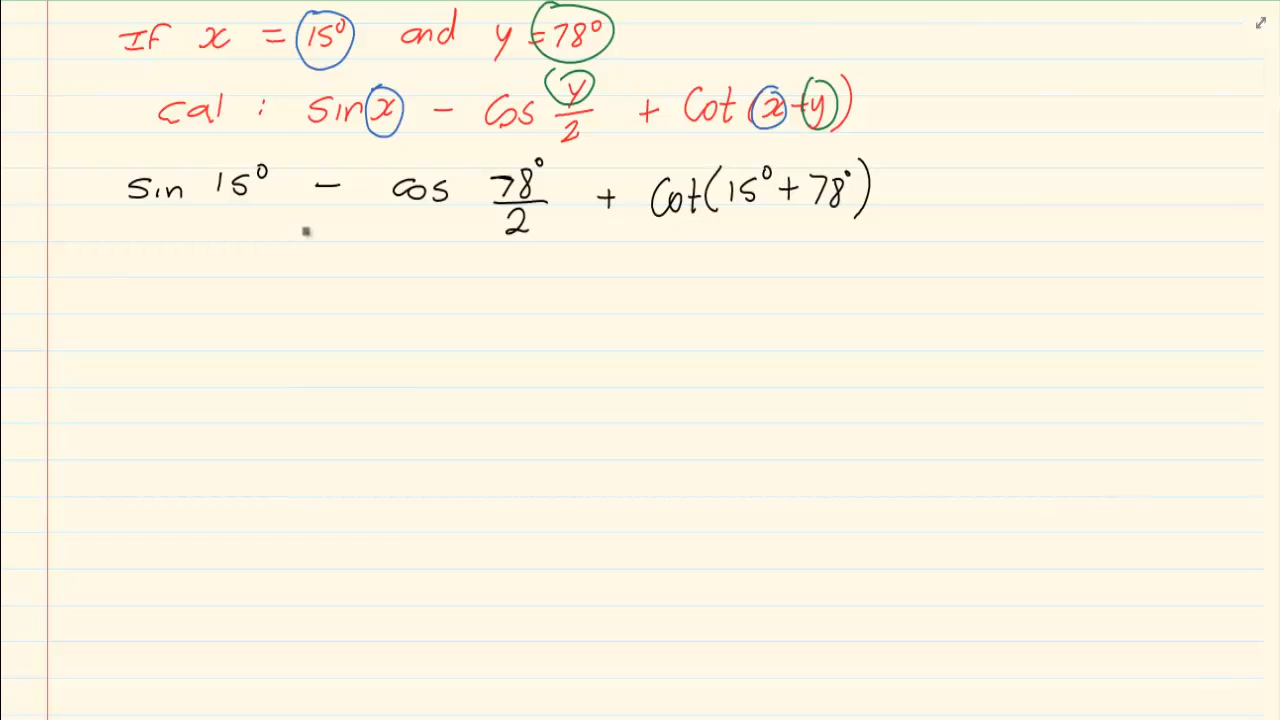 If x = 15° and y = 78°
cal : sin x - cos y/2 + Cot (x+y)
sin 15° - cos 78°/2 + Cot(15° + 78°)